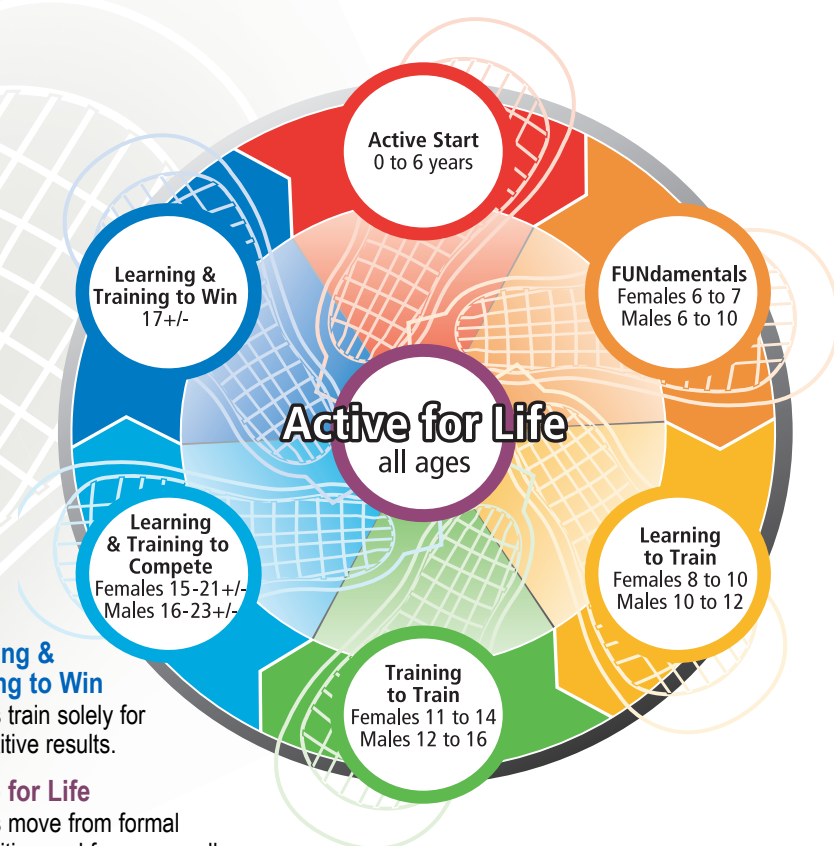 Active Start
0 to 6 years
FUNdamentals
Females 6 to 7
Males 6 to 10
Learning
to Train
Females 8 to 10
Males 10 to 12
Training
to Train
Females 11 to 14
Males 12 to 16
Learning
& Training to
Compete
Females 15-21+/-
Males 16-23+/-
Learning &
Training to Win
17+/-
Active for Life
all ages
&
to Win
train solely for
results.
for Life
move from formal